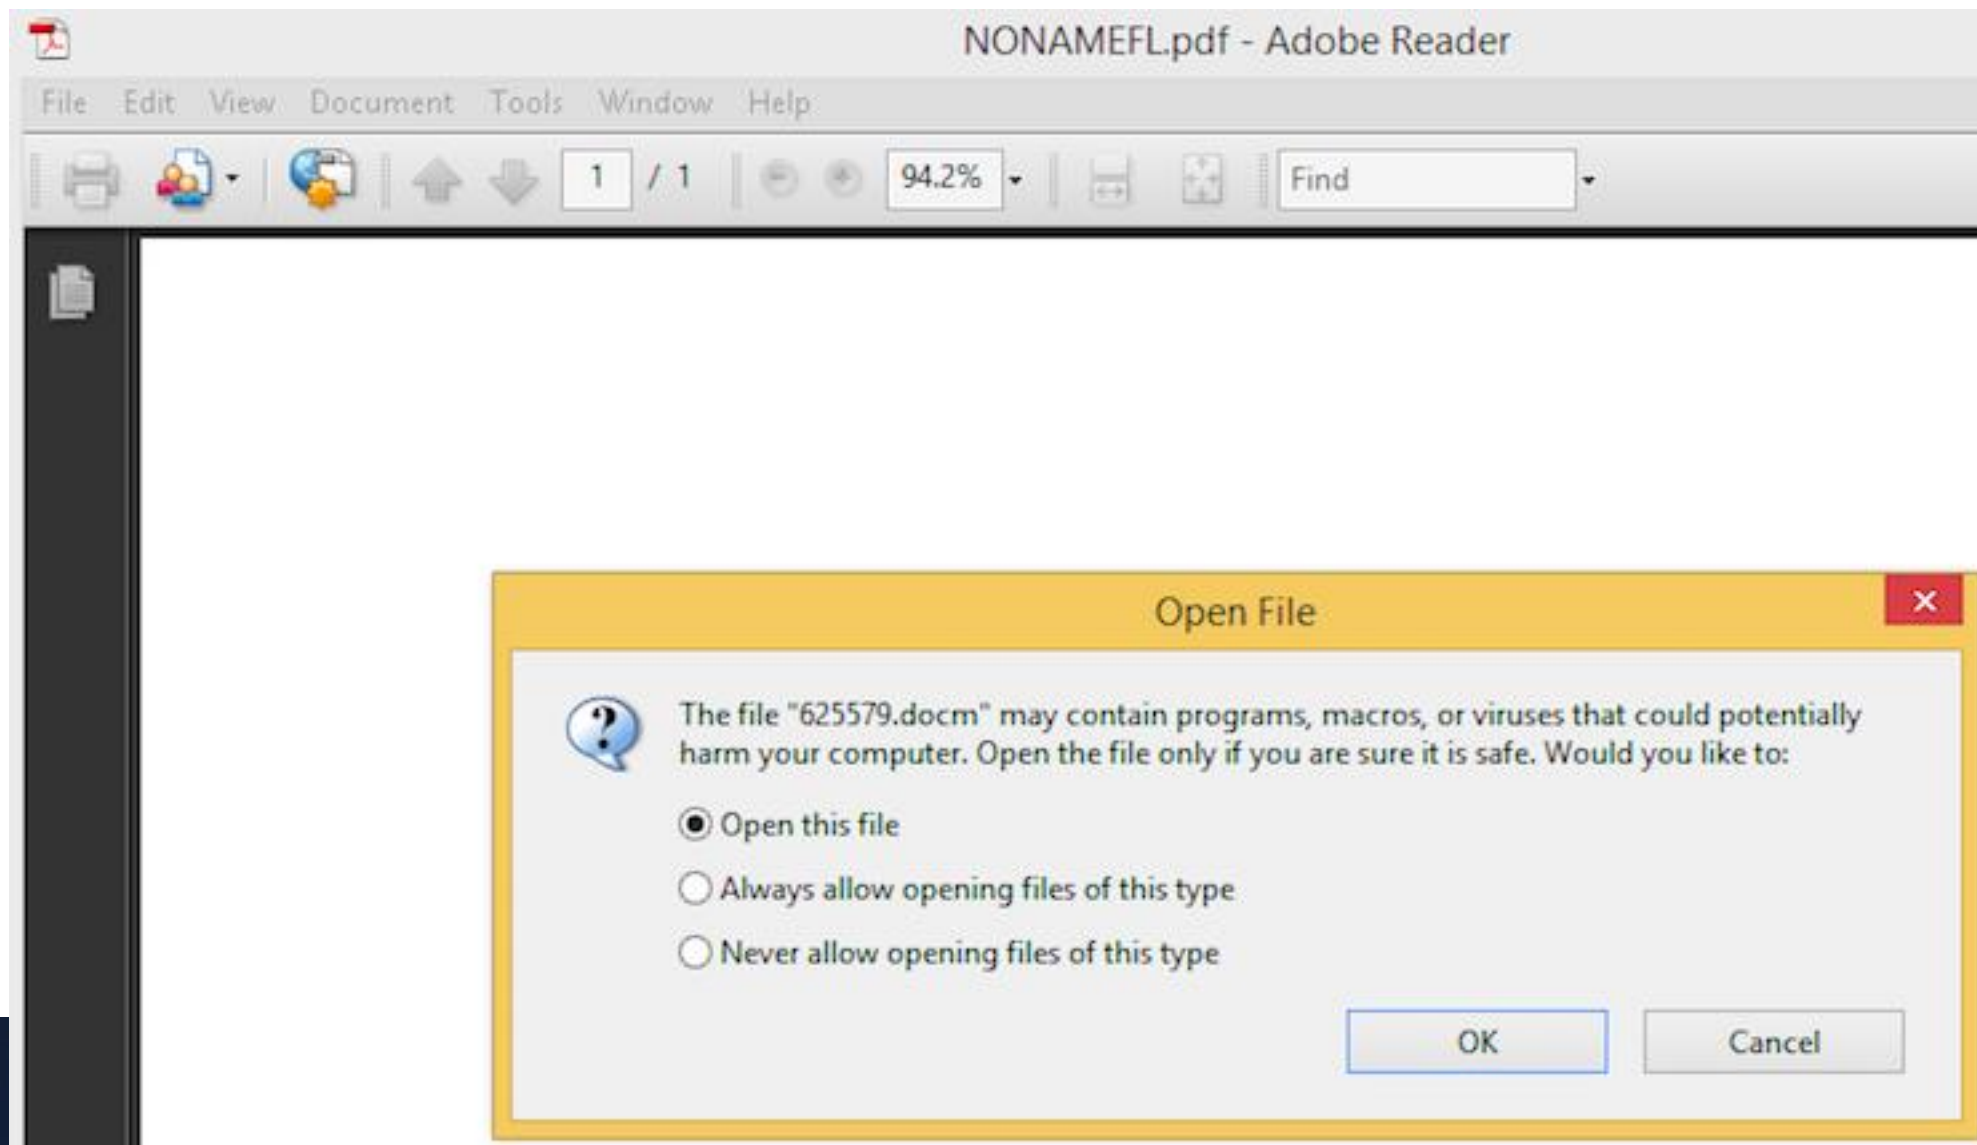 NONAMEFL.pdf - Adobe Reader
File Edit View Document Tools Window Help
1 / 1 94.2% Find
Open File
The file "625579.docm" may contain programs, macros, or viruses that could potentially
harm your computer. Open the file only if you are sure it is safe. Would you like to:
Open this file
Always allow opening files of this type
Never allow opening files of this type
OK Cancel